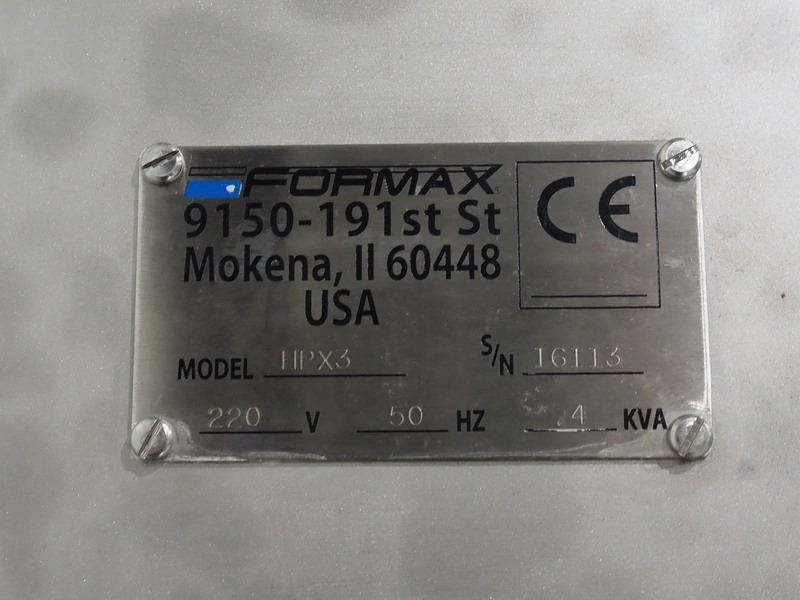 FORMAX
9150-191st St
Mokena, Il 60448
USA
CE
MODEL HPX3
S/N 16113
220 V 50 HZ .4 KVA